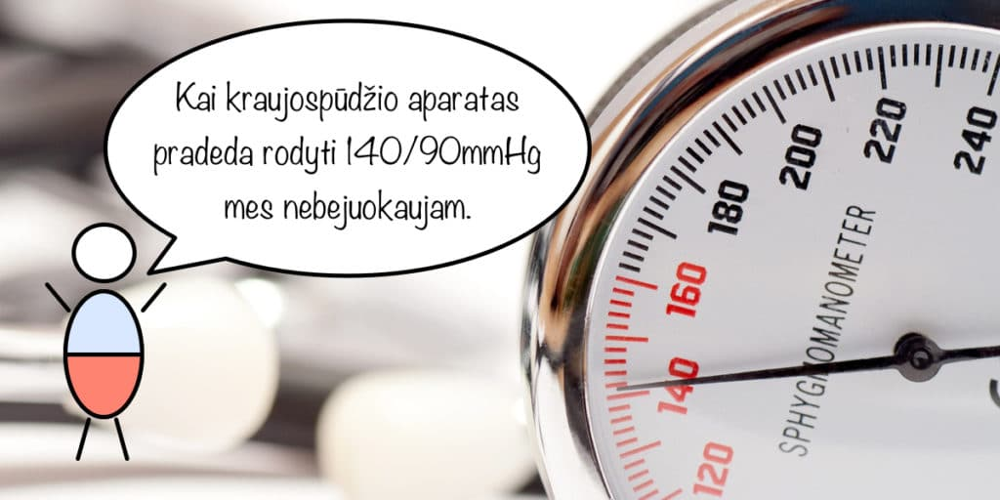 Kai kraujospūdžio aparatas
pradeda rodyti 140/90mmHg
mes nebejuokaujam.
240
220
200
180
160
140
120
SPHYGMOMANOMETER